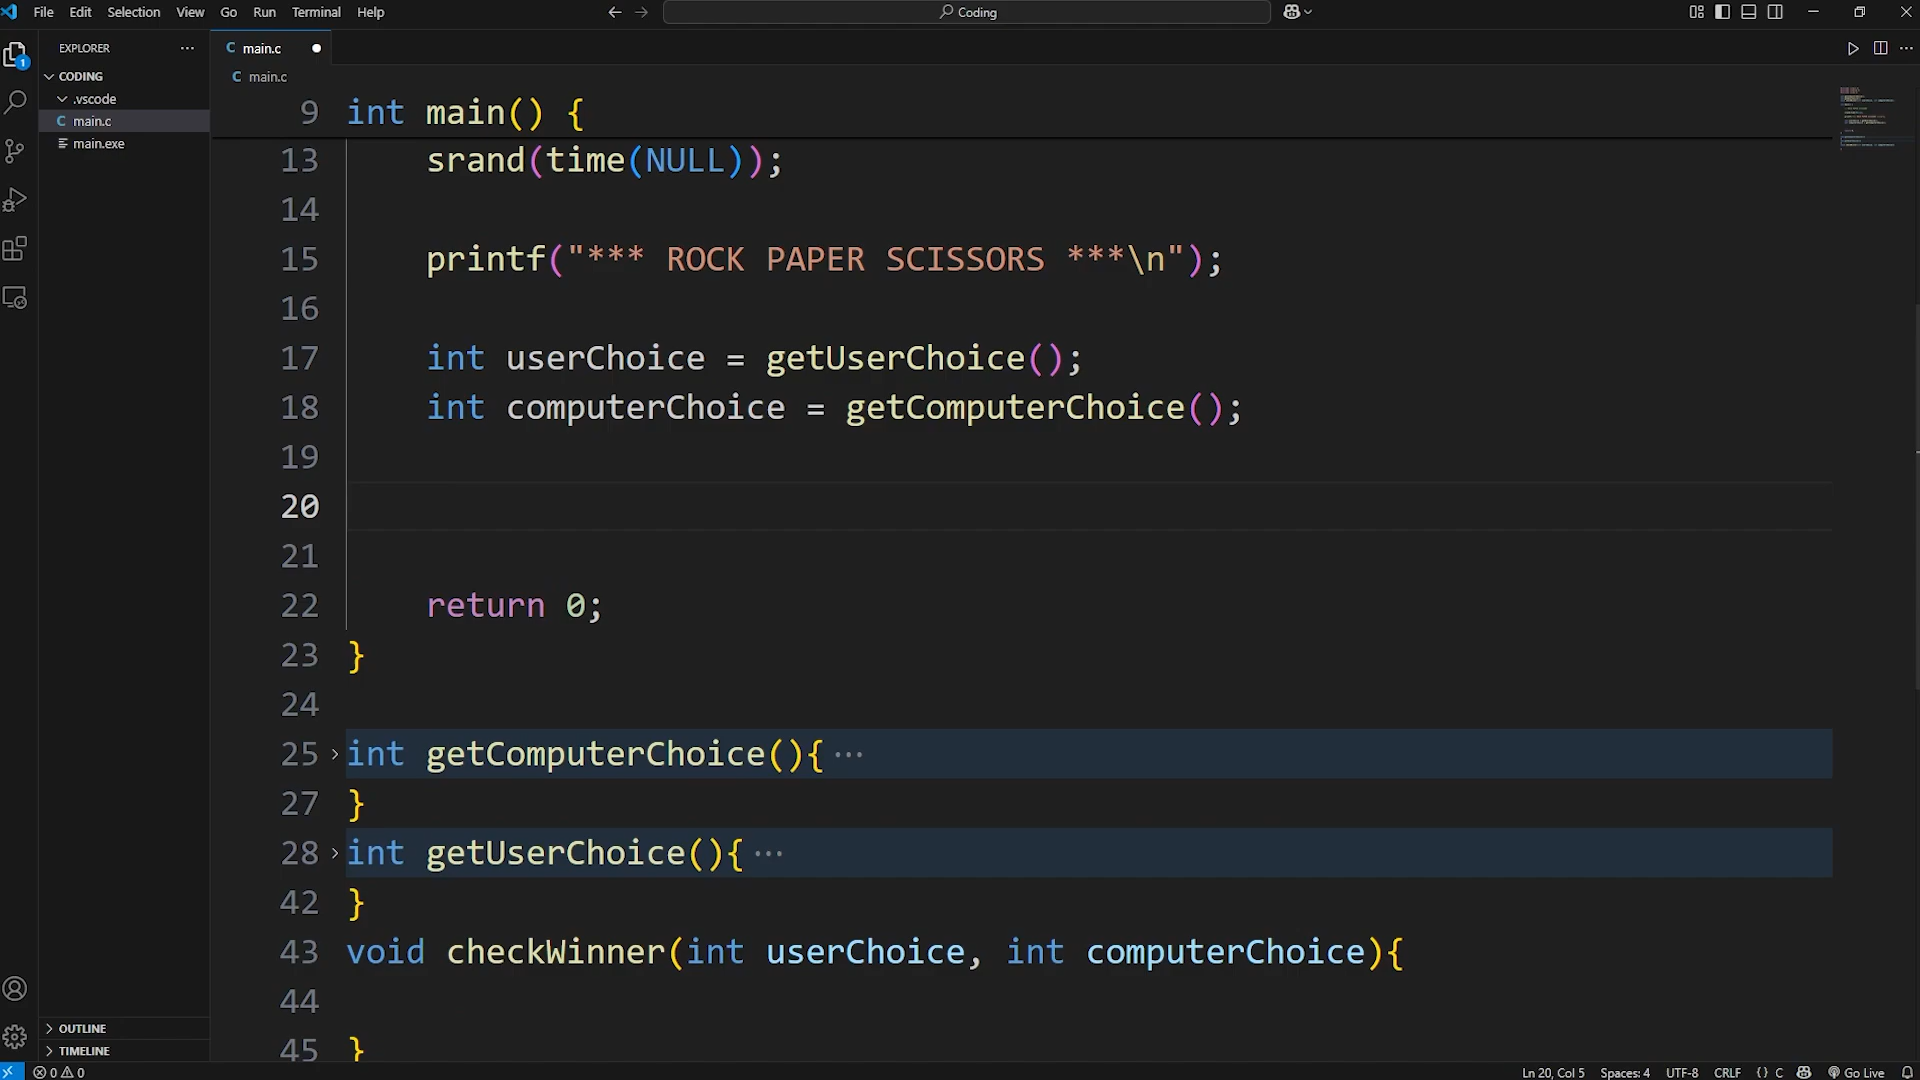 File Edit Selection View Go Run Terminal Help
Coding
EXPLORER
CODING
.vscode
C main.c
main.exe
OUTLINE
TIMELINE
1
C main.c
C main.c
9 int main() {
13 srand(time(NULL));
14
15 printf("*** ROCK PAPER SCISSORS ***\n");
16
17 int userChoice = getUserChoice();
18 int computerChoice = getComputerChoice();
19
20
21
22 return 0;
23 }
24
25 int getComputerChoice(){ ···
27 }
28 int getUserChoice(){ ···
42 }
43 void checkWinner(int userChoice, int computerChoice){
44
45 }
0 0
Ln 20, Col 5 Spaces: 4 UTF-8 CRLF {} C Go Live